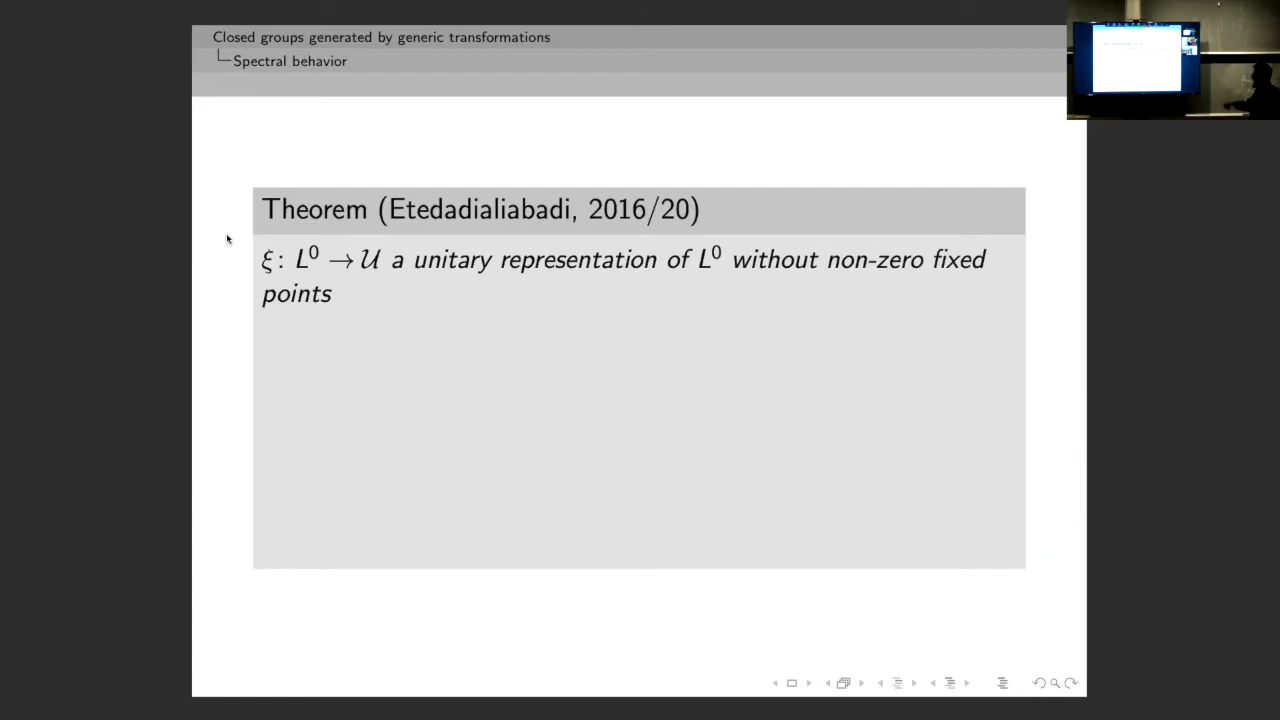 Closed groups generated by generic transformations
Spectral behavior
Theorem (Etedadialiabadi, 2016/20)
ξ: L⁰ → 𝒰 a unitary representation of L⁰ without non-zero fixed
points